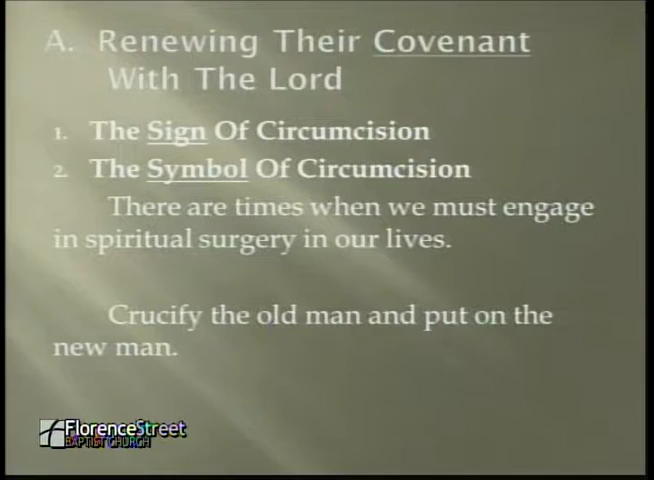 A. Renewing Their Covenant
With The Lord
1. The Sign Of Circumcision
2. The Symbol Of Circumcision
There are times when we must engage
in spiritual surgery in our lives.
Crucify the old man and put on the
new man.
FlorenceStreet
BAPTIST CHURCH